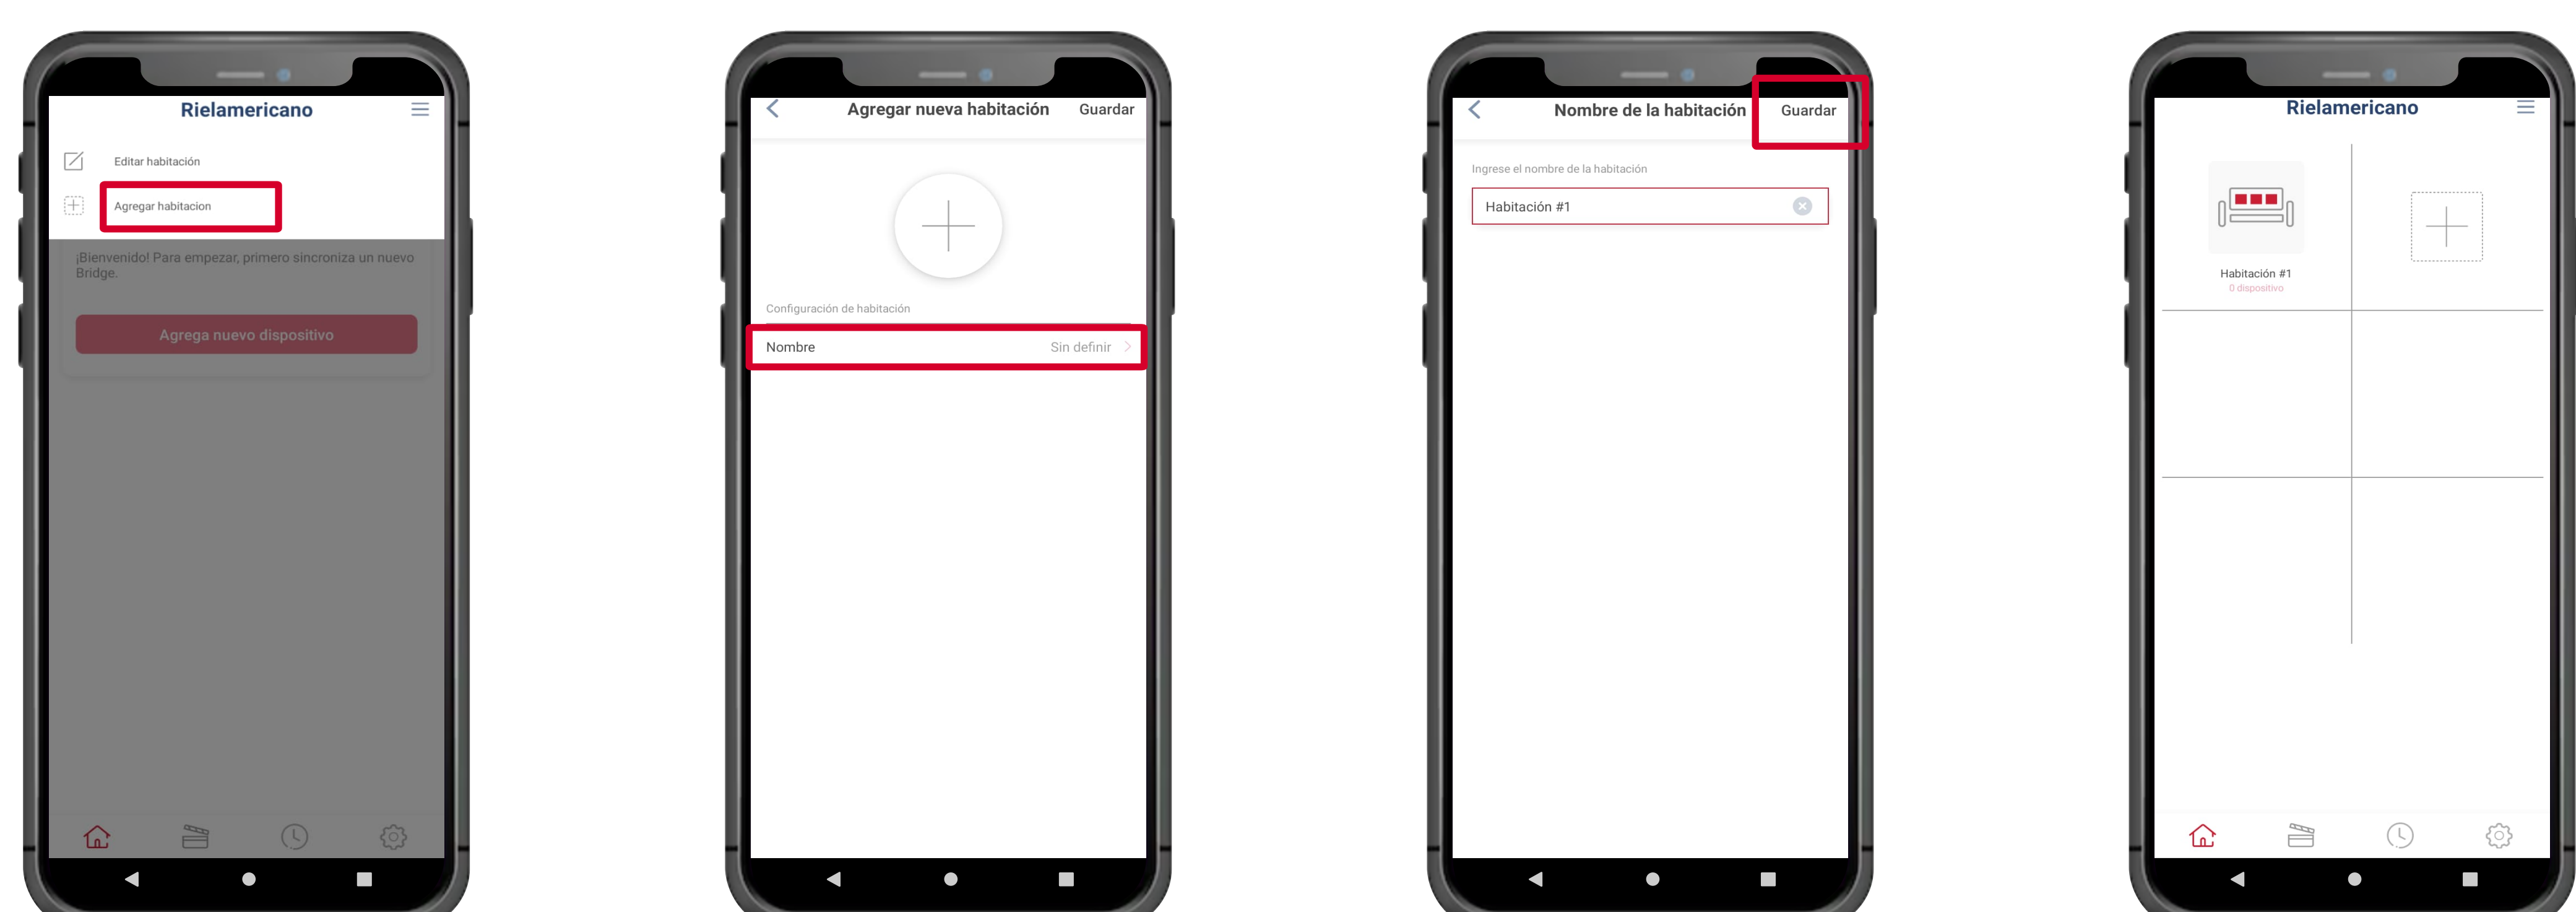 Rielamericano
Editar habitación
Agregar habitacion
¡Bienvenido! Para empezar, primero sincroniza un nuevo
Bridge.
Agrega nuevo dispositivo
Agregar nueva habitación
Guardar
Configuración de habitación
Nombre
Sin definir
Nombre de la habitación
Guardar
Ingrese el nombre de la habitación
Habitación #1
Rielamericano
Habitación #1
0 dispositivo